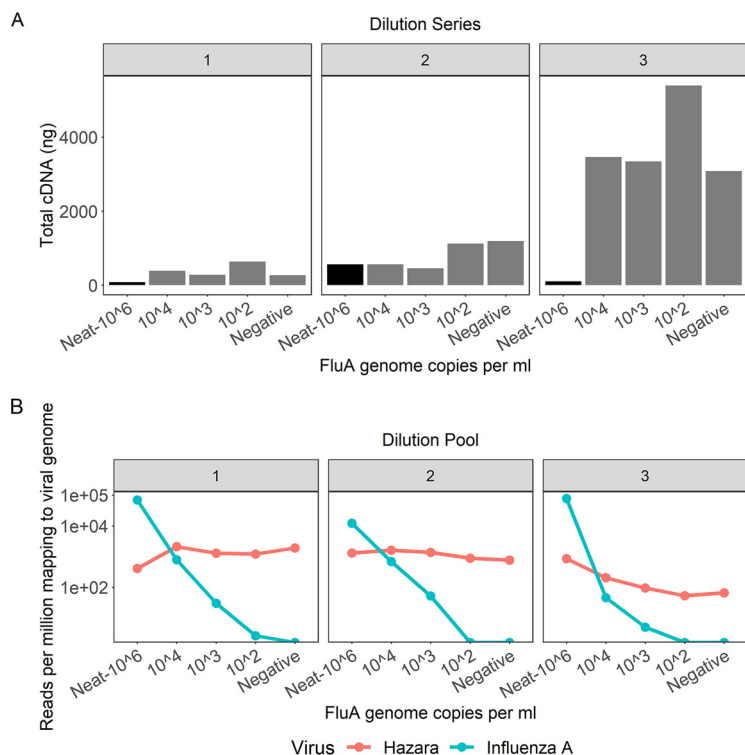 A
Dilution Series
1 2 3
Total cDNA (ng)
4000
2000
0
Neat-10^6 10^4 10^3 10^2 Negative Neat-10^6 10^4 10^3 10^2 Negative Neat-10^6 10^4 10^3 10^2 Negative
FluA genome copies per ml
B
Dilution Pool
1 2 3
Reads per million mapping to viral genome
1e+05
1e+04
1e+02
Neat-10^6 10^4 10^3 10^2 Negative Neat-10^6 10^4 10^3 10^2 Negative Neat-10^6 10^4 10^3 10^2 Negative
FluA genome copies per ml
Virus Hazara Influenza A